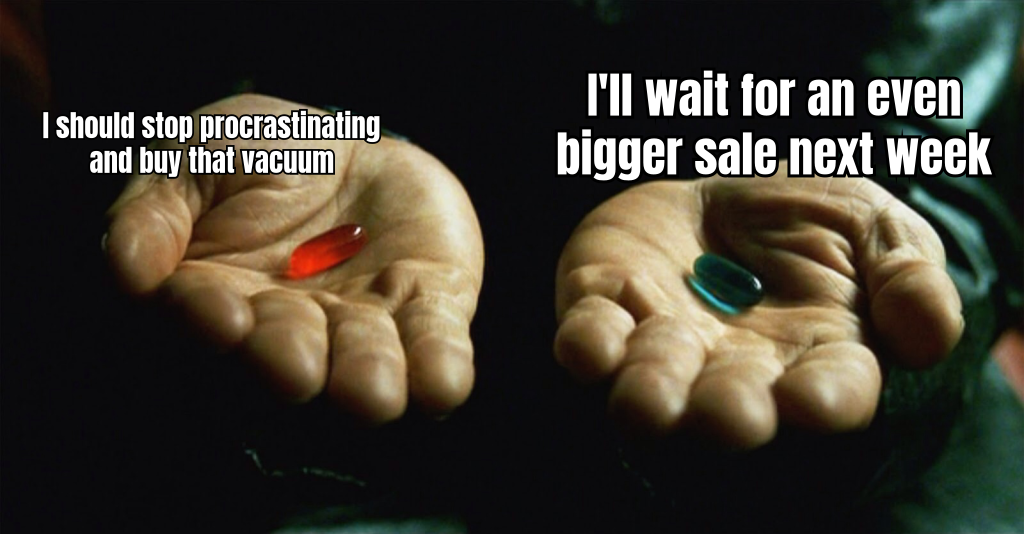 I should stop procrastinating
and buy that vacuum
I'll wait for an even
bigger sale next week